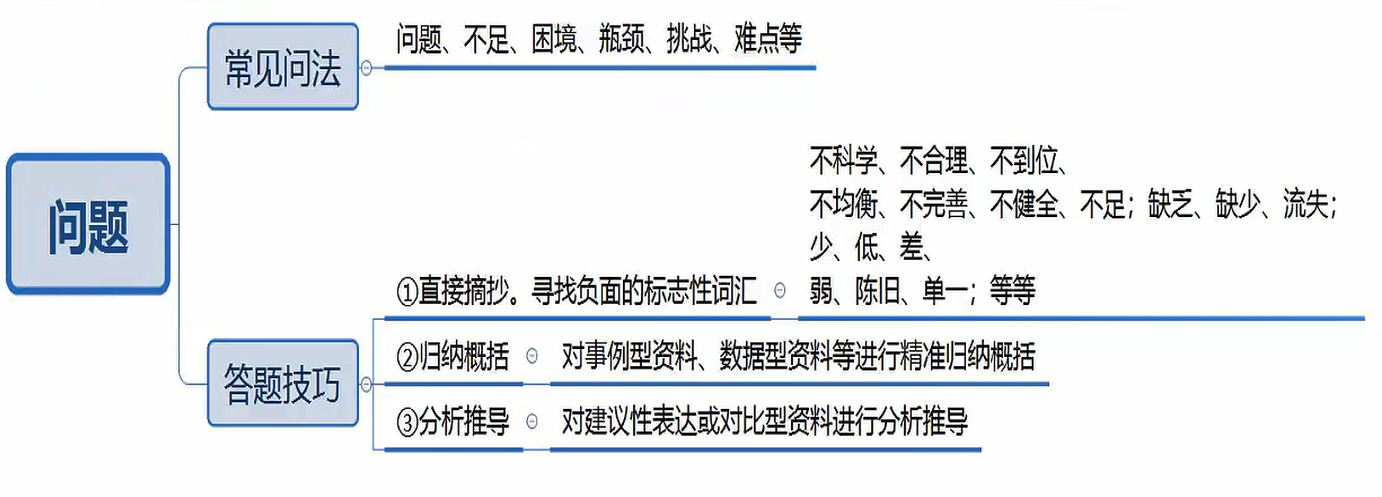 问题
常见问法
问题、不足、困境、瓶颈、挑战、难点等
答题技巧
①直接摘抄。寻找负面的标志性词汇
不科学、不合理、不到位、
不均衡、不完善、不健全、不足；缺乏、缺少、流失；
少、低、差、
弱、陈旧、单一；等等
②归纳概括
对事例型资料、数据型资料等进行精准归纳概括
③分析推导
对建议性表达或对比型资料进行分析推导